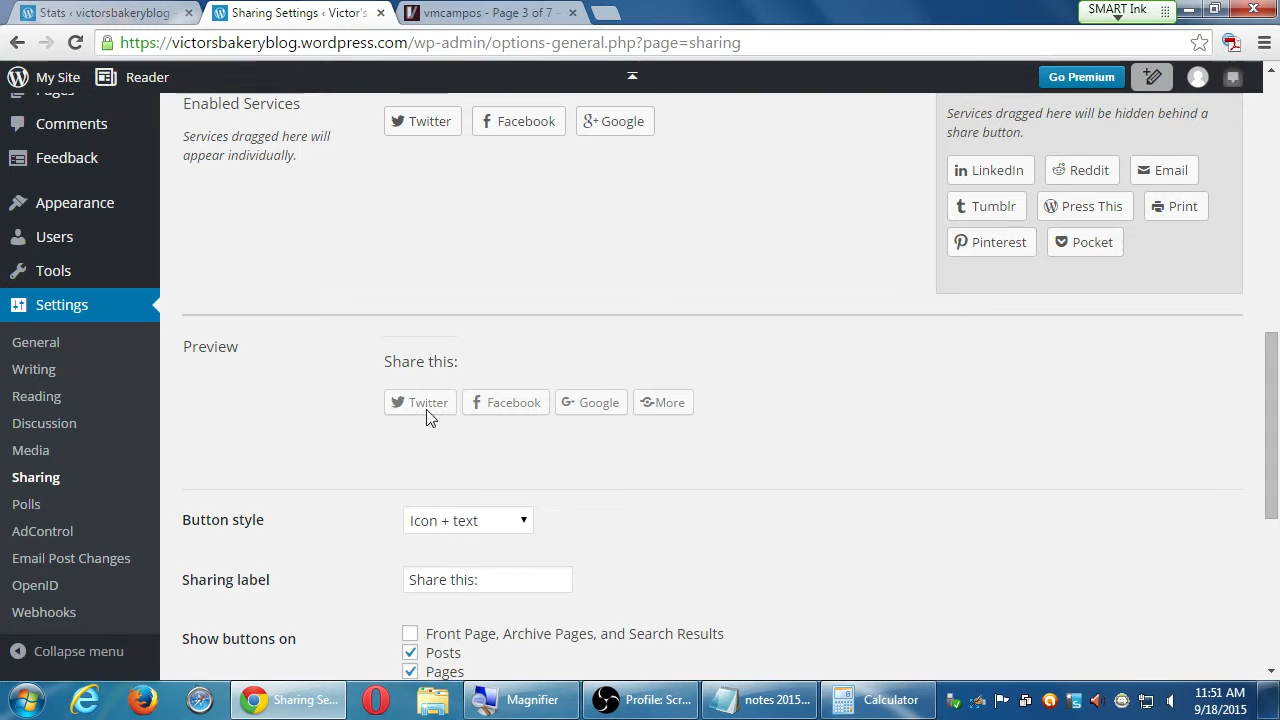 Stats ‹ victorsbakeryblog
Sharing Settings ‹ Victor's
vmcampos - Page 3 of 7 -
SMART Ink
https://victorsbakeryblog.wordpress.com/wp-admin/options-general.php?page=sharing
My Site
Reader
Go Premium
Pages
Comments
Feedback
Appearance
Users
Tools
Settings
General
Writing
Reading
Discussion
Media
Sharing
Polls
AdControl
Email Post Changes
OpenID
Webhooks
Collapse menu
Enabled Services
Services dragged here will
appear individually.
Twitter
Facebook
Google
Services dragged here will be hidden behind a
share button.
LinkedIn
Reddit
Email
Tumblr
Press This
Print
Pinterest
Pocket
Preview
Share this:
Twitter
Facebook
Google
More
Button style
Icon + text
Sharing label
Share this:
Show buttons on
Front Page, Archive Pages, and Search Results
Posts
Pages
Sharing Se...
Magnifier
Profile: Scr...
notes 2015...
Calculator
11:51 AM
9/18/2015